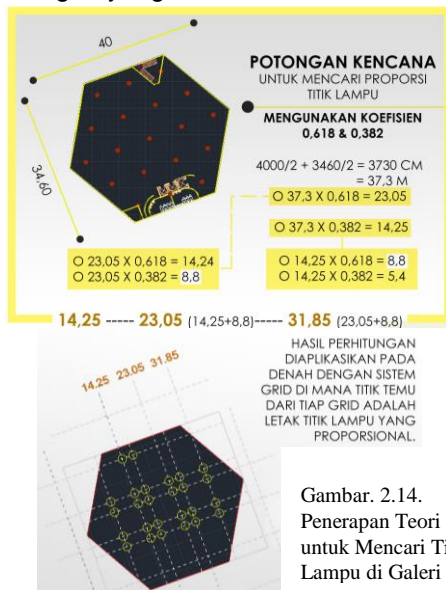 40
34,60
POTONGAN KENCANA
UNTUK MENCARI PROPORSI
TITIK LAMPU
MENGUNAKAN KOEFISIEN
0,618 & 0,382
4000/2 + 3460/2 = 3730 CM
= 37,3 M
O 37,3 X 0,618 = 23,05
O 37,3 X 0,382 = 14,25
O 23,05 X 0,618 = 14,24
O 23,05 X 0,382 = 8,8
O 14,25 X 0,618 = 8,8
O 14,25 X 0,382 = 5,4
14,25 ----- 23,05 (14,25+8,8)----- 31,85 (23,05+8,8)
HASIL PERHITUNGAN
DIAPLIKASIKAN PADA
DENAH DENGAN SISTEM
GRID DI MANA TITIK TEMU
DARI TIAP GRID ADALAH
LETAK TITIK LAMPU YANG
PROPORSIONAL.
14.25 23.05 31.85
Gambar. 2.14.
Penerapan Teori
untuk Mencari Ti
Lampu di Galeri